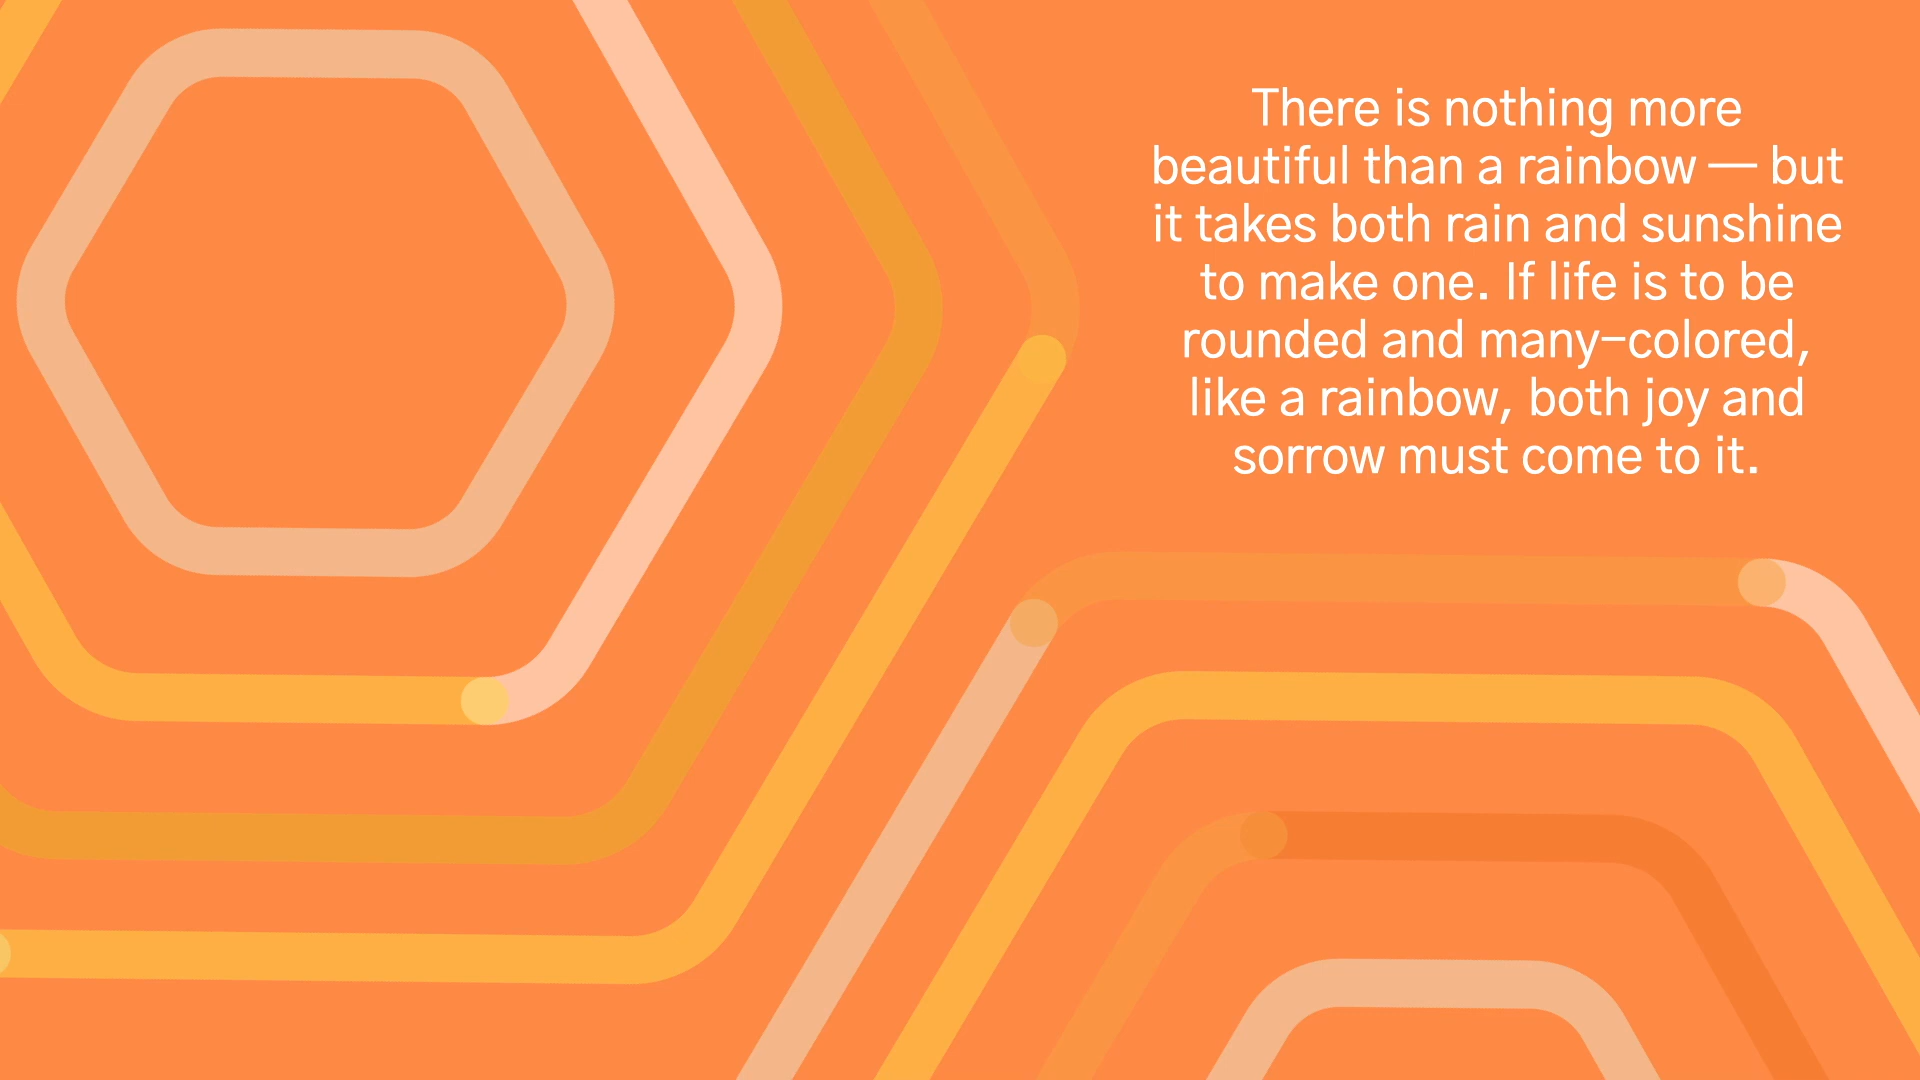 There is nothing more
beautiful than a rainbow — but
it takes both rain and sunshine
to make one. If life is to be
rounded and many-colored,
like a rainbow, both joy and
sorrow must come to it.